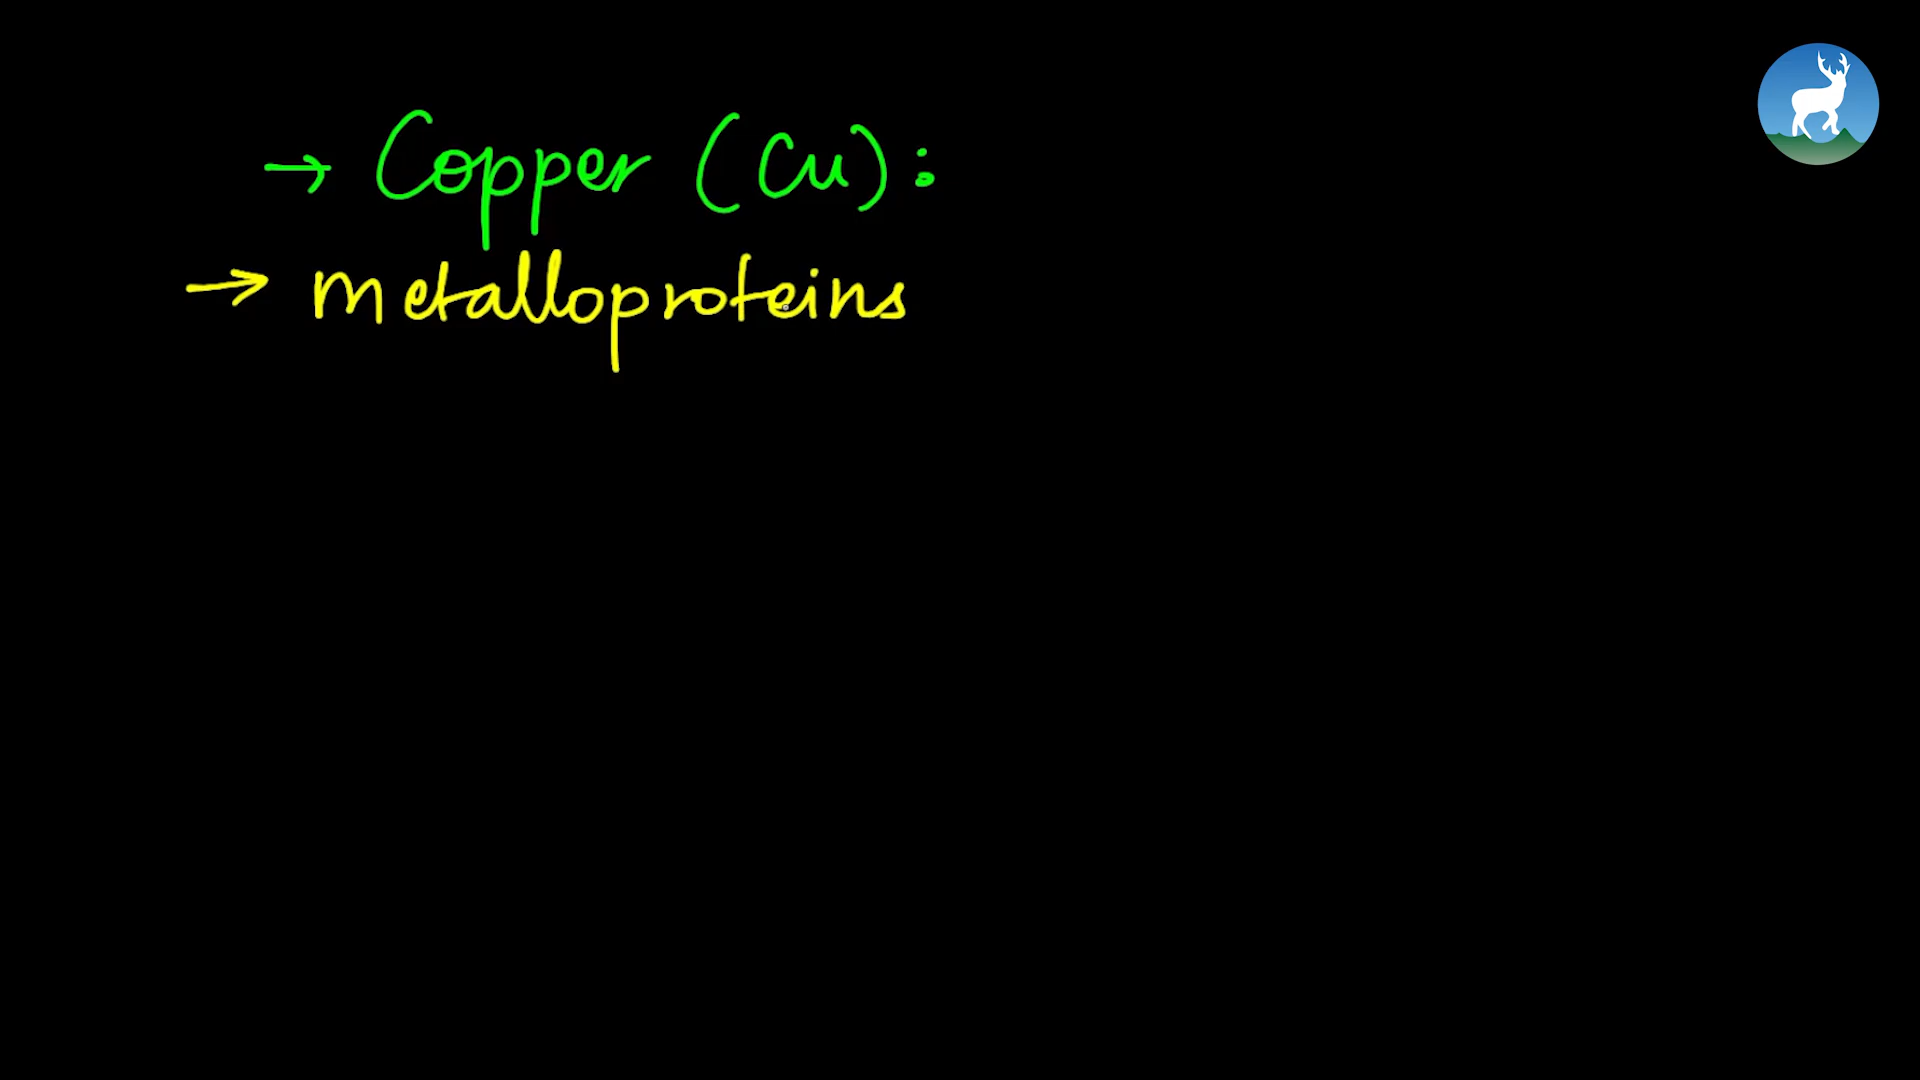 → Copper (Cu):
→ Metalloproteins